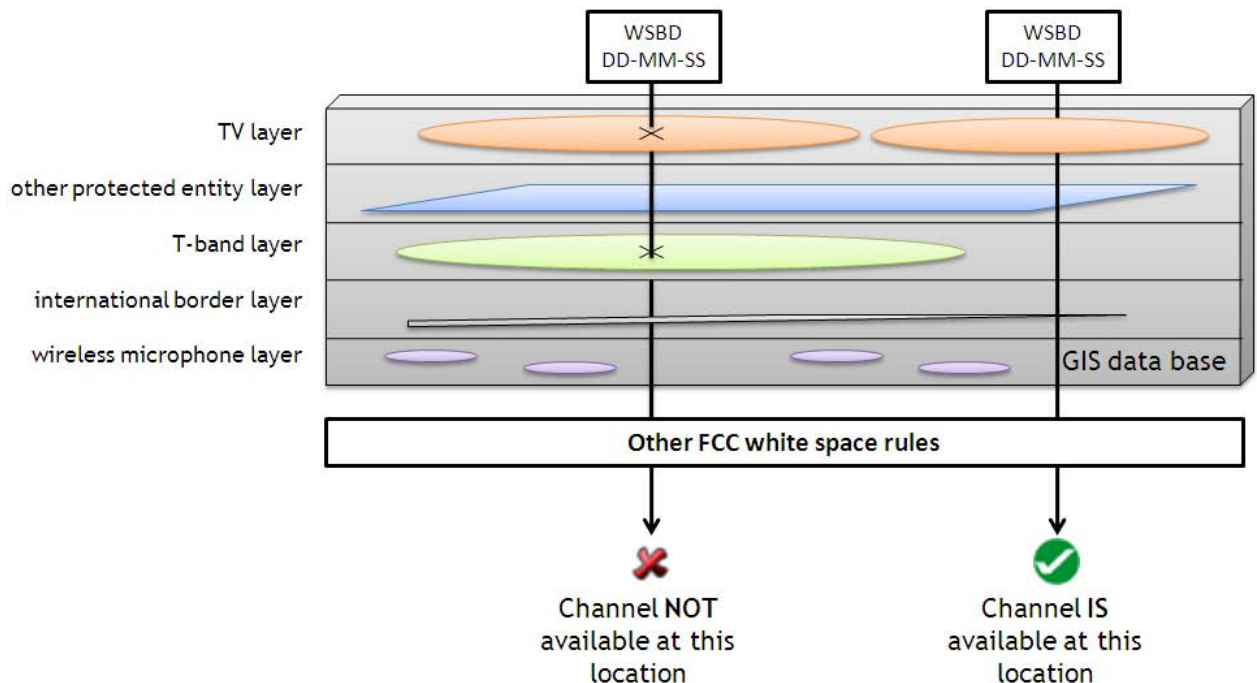 WSBD
DD-MM-SS
WSBD
DD-MM-SS
TV layer
other protected entity layer
T-band layer
international border layer
wireless microphone layer
GIS data base
Other FCC white space rules
Channel NOT
available at this
location
Channel IS
available at this
location